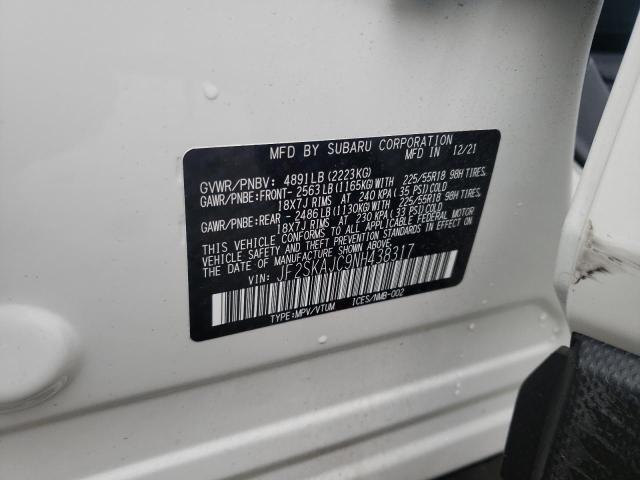 MFD BY SUBARU CORPORATION
MFD IN 12/21
GVWR/PNBV: 4891LB(2223KG)
GAWR/PNBE:FRONT- 2563LB(1165KG)WITH 225/55R18 98H TIRES.
18X7J RIMS AT 240 KPA(35 PSI)COLD
GAWR/PNBE:REAR - 2486LB(1130KG)WITH 225/55R18 98H TIRES.
18X7J RIMS AT 230 KPA(33 PSI)COLD
THIS VEHICLE CONFORMS TO ALL APPLICABLE FEDERAL MOTOR
VEHICLE SAFETY AND THEFT PREVENTION STANDARDS IN EFFECT
ON THE DATE OF MANUFACTURE SHOWN ABOVE.
JF2SKAJC9NH438317
TYPE:MPV/VTUM ICES/NMB-002